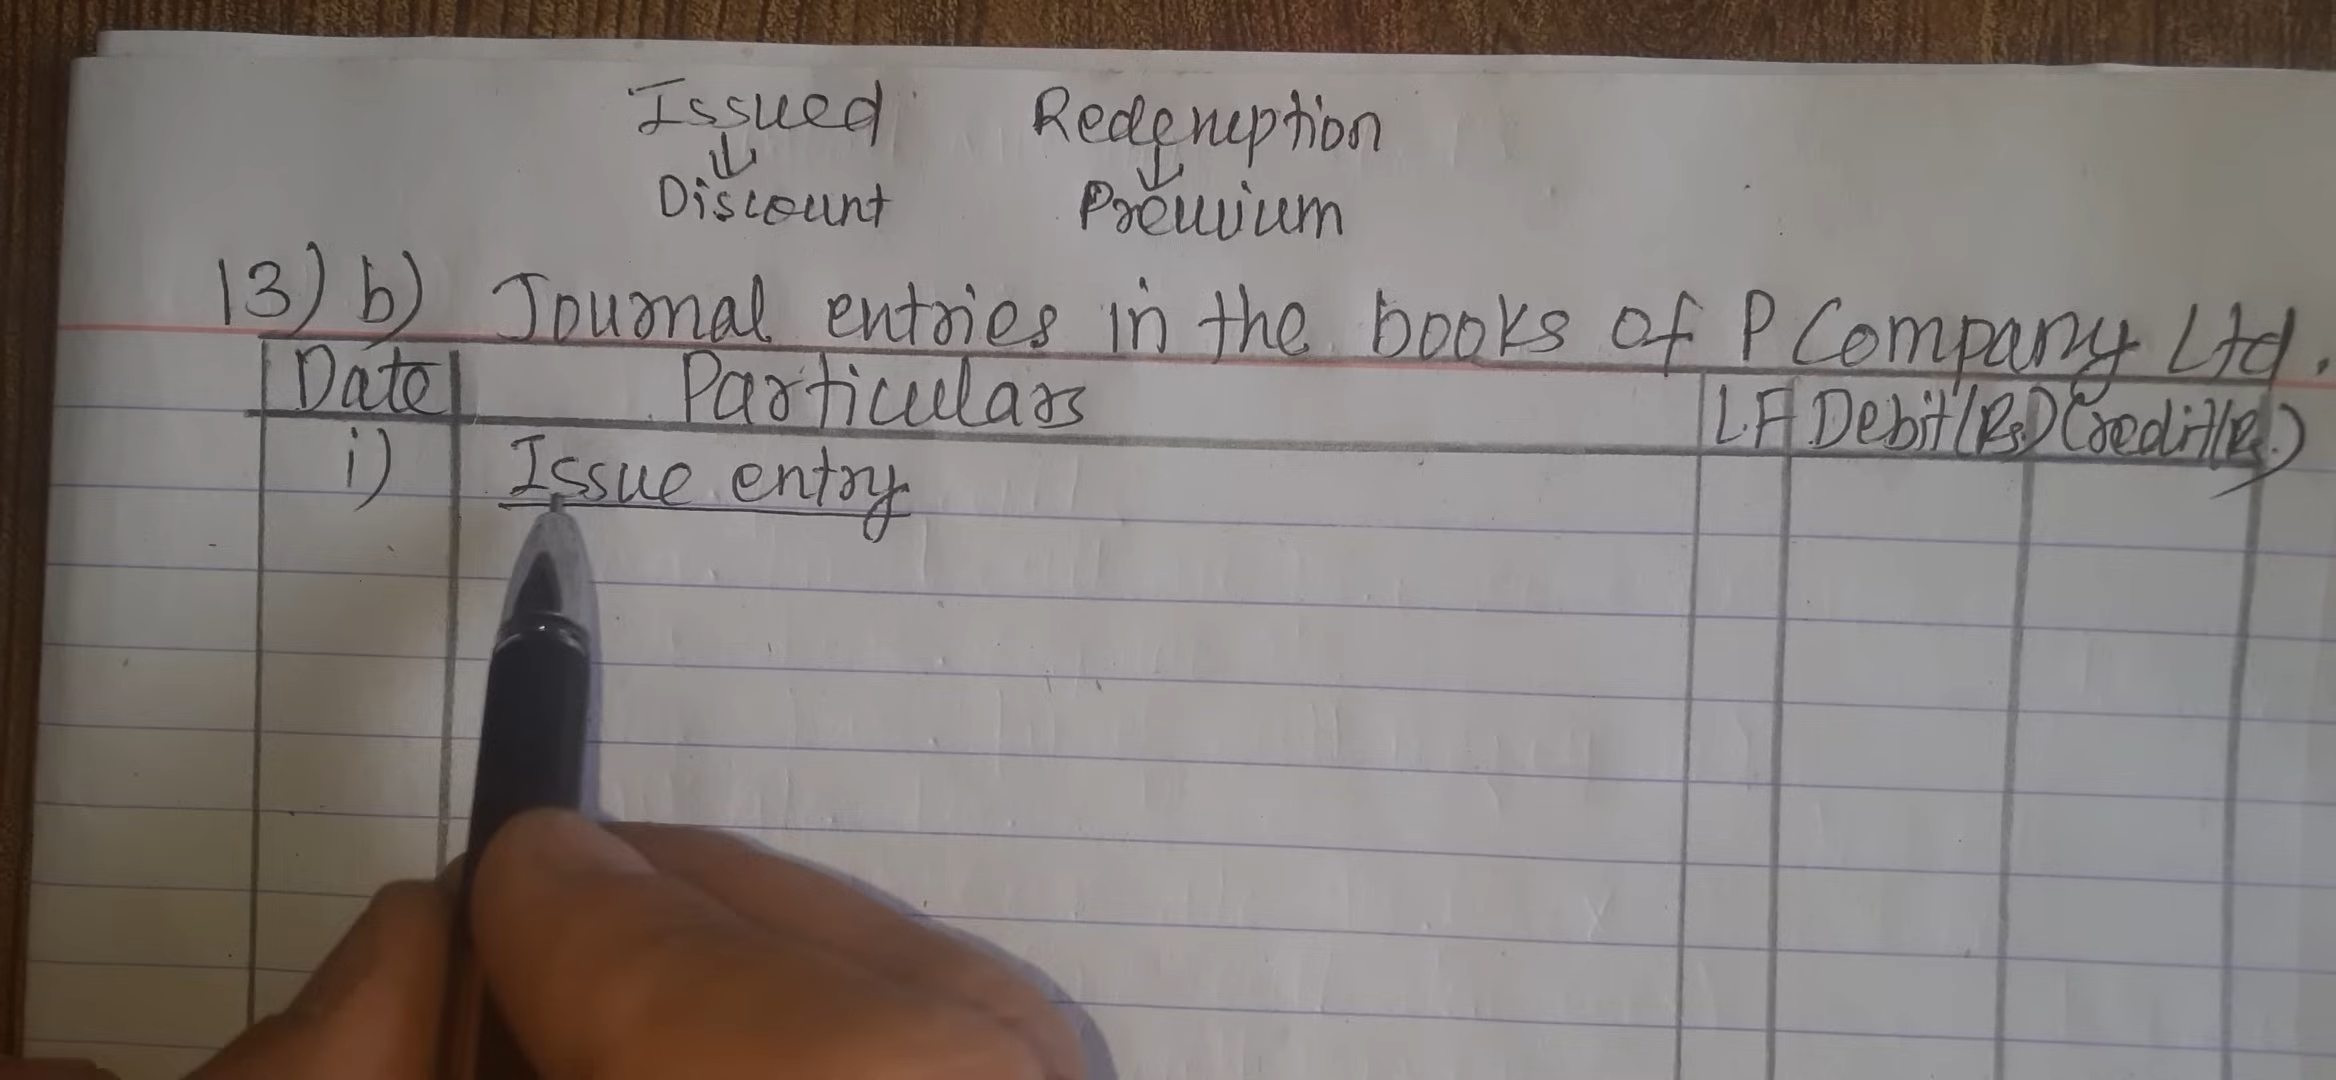 Issued Redemption
Discount Premium
13) b) Journal entries in the books of P Company Ltd.
Date Particulars LF Debit(Rs) Credit(Rs.)
i) Issue entry